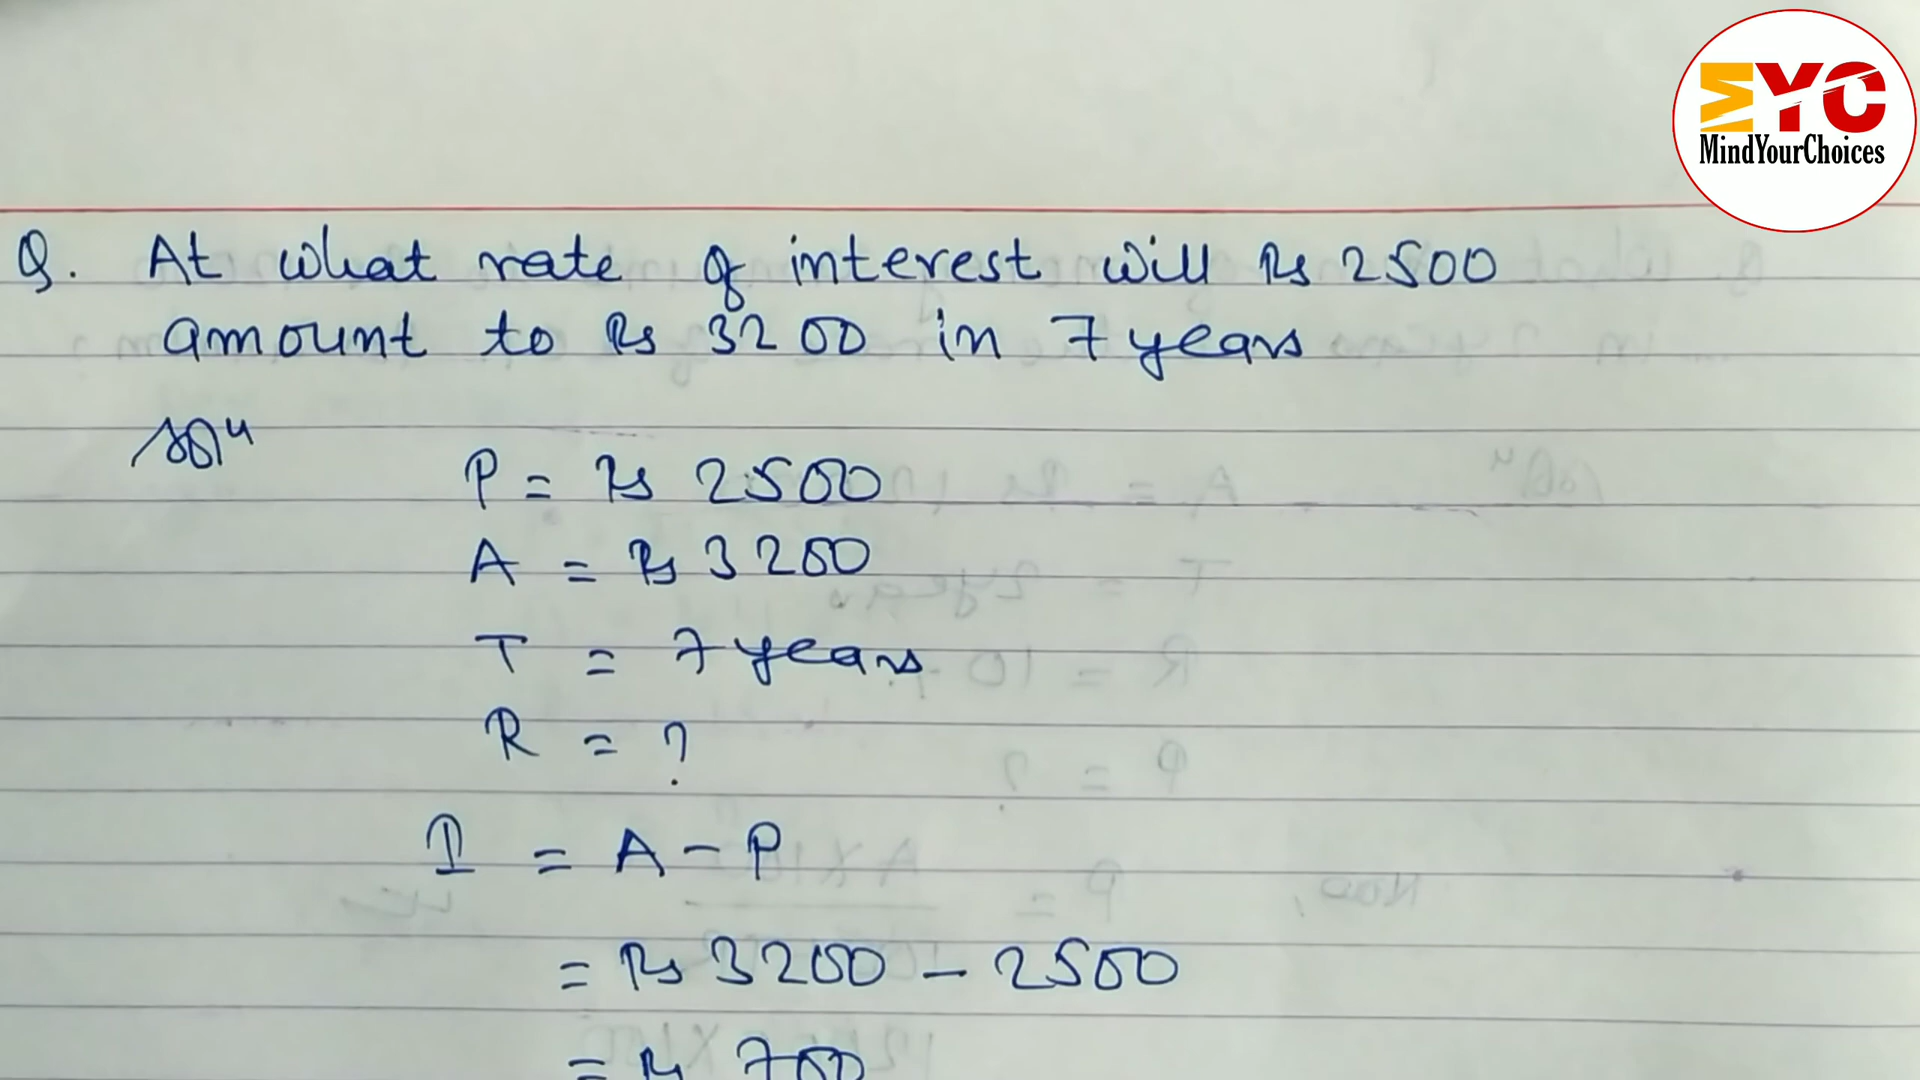 MYC
MindYourChoices
Q. At what rate of interest will Rs 2500
amount to Rs 3200 in 7 years
Solⁿ
P = Rs 2500
A = Rs 3200
T = 7 years
R = ?
I = A - P
= Rs 3200 - 2500
= Rs 700